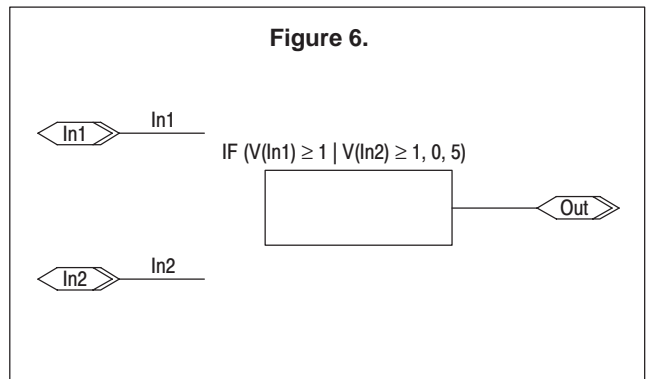 Figure 6.
In1 In1
IF (V(In1) ≥ 1 | V(In2) ≥ 1, 0, 5)
Out
In2 In2